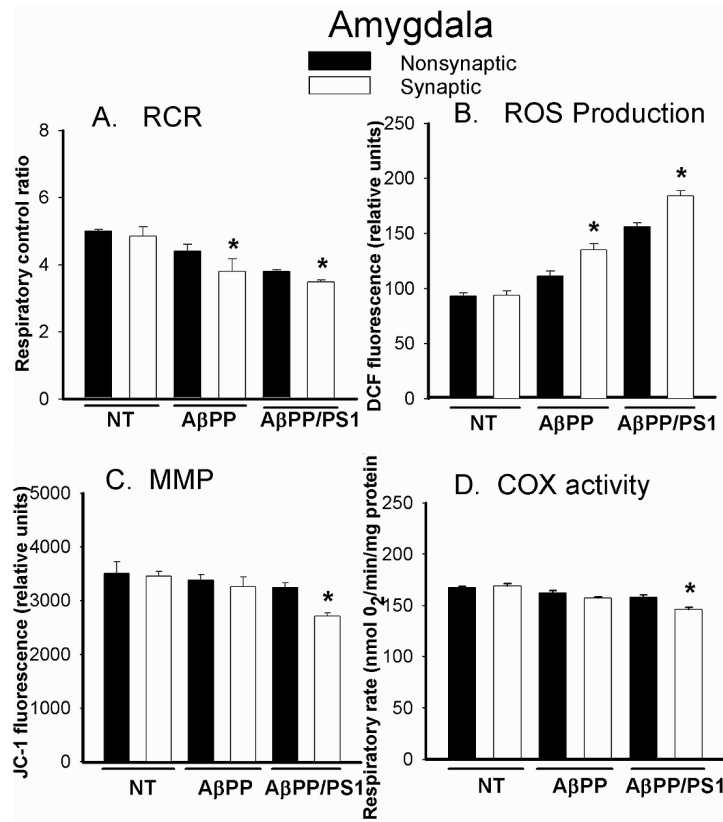 Amygdala
Nonsynaptic
Synaptic
A. RCR
Respiratory control ratio
8
6
4
2
0
*
*
NT
AβPP
AβPP/PS1
B. ROS Production
DCF fluorescence (relative units)
250
200
150
100
50
0
*
*
NT
AβPP
AβPP/PS1
C. MMP
JC-1 fluorescence (relative units)
5000
3400
3000
2000
1000
0
*
NT
AβPP
AβPP/PS1
D. COX activity
Respiratory rate (nmol 0₂/min/mg protein
250
200
150
100
50
0
*
NT
AβPP
AβPP/PS1